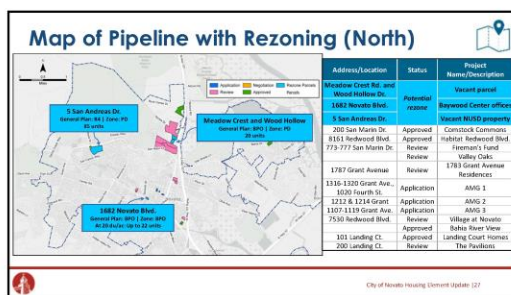 Map of Pipeline with Rezoning (North)
Application
Negotiation
Review
Approved
Parcels
5 San Andreas Dr.
General Plan: R4 | Zone: PD
35 units
Meadow Crest and Wood Hollow
General Plan: BPO | Zone: PD
20 units
1682 Novato Blvd.
General Plan: BPO | Zone: BPO
At 20 du/ac: Up to 22 units
Address/Location Status Project Name/Description
Meadow Crest Rd. and Wood Hollow Dr. Potential rezone Vacant parcel
1682 Novato Blvd. Baywood Center offices
5 San Andreas Dr. Vacant NUSD property
200 San Marin Dr. Approved Comstock Commons
8161 Redwood Blvd. Approved Habitat Redwood Blvd.
773-777 San Marin Dr. Review Fireman's Fund
Review Valley Oaks
1787 Grant Avenue Review 1783 Grant Avenue Residences
1316-1320 Grant Ave., 1020 Fourth St. Application AMG 1
1212 & 1214 Grant Application AMG 2
1107-1119 Grant Ave. Application AMG 3
7530 Redwood Blvd. Review Village at Novato
Approved Bahia River View
101 Landing Ct. Approved Landing Court Homes
200 Landing Ct. Review The Pavilions
City of Novato Housing Element Update |27